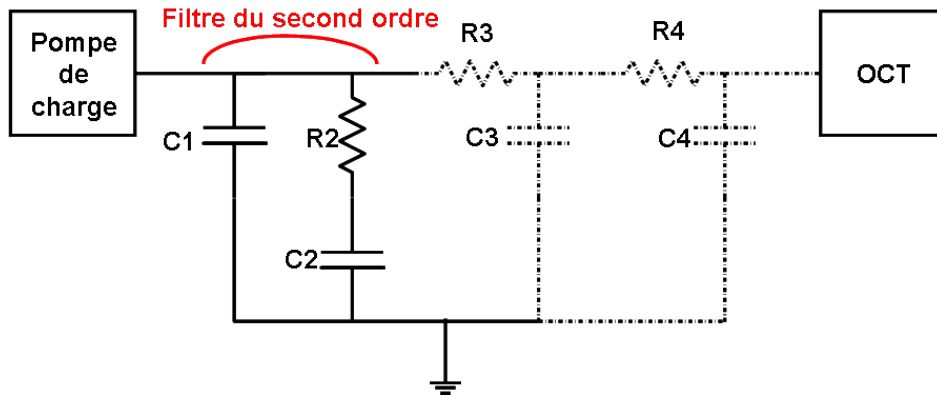 Filtre du second ordre
Pompe
de
charge
R3
R4
OCT
C1
R2
C3
C4
C2